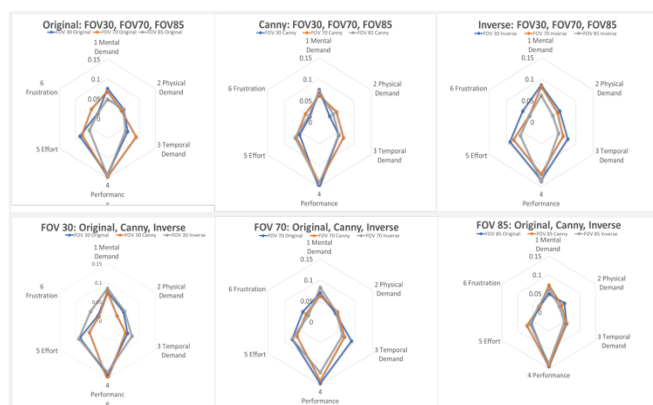 Original: FOV30, FOV70, FOV85
FOV 30 Original FOV 70 Original FOV 85 Original
1 Mental
Demand
0.15
0.1
0.05
0
2 Physical
Demand
3 Temporal
Demand
4
Performanc
5 Effort
6
Frustration
Canny: FOV30, FOV70, FOV85
FOV 30 Canny FOV 70 Canny FOV 85 Canny
1 Mental
Demand
0.15
0.1
0.05
0
2 Physical
Demand
3 Temporal
Demand
4
Performance
5 Effort
6 Frustration
Inverse: FOV30, FOV70, FOV85
FOV 30 Inverse FOV 70 Inverse FOV 85 Inverse
1 Mental
Demand
0.15
0.1
0.05
0
2 Physical
Demand
3 Temporal
Demand
4
Performance
5 Effort
6 Frustration
FOV 30: Original, Canny, Inverse
FOV 30 Original FOV 30 Canny FOV 30 Inverse
1 Mental
Demand
0.15
0.1
0.05
0
2 Physical
Demand
3 Temporal
Demand
4
Performance
5 Effort
6
Frustration
FOV 70: Original, Canny, Inverse
FOV 70 Original FOV 70 Canny FOV 70 Inverse
1 Mental
Demand
0.15
0.1
0.05
0
2 Physical
Demand
3 Temporal
Demand
4
Performance
5 Effort
6 Frustration
FOV 85: Original, Canny, Inverse
FOV 85 Original FOV 85 Canny FOV 85 Inverse
1 Mental
Demand
0.15
0.1
0.05
0
2 Physical
Demand
3 Temporal
Demand
4 Performance
5 Effort
6
Frustration